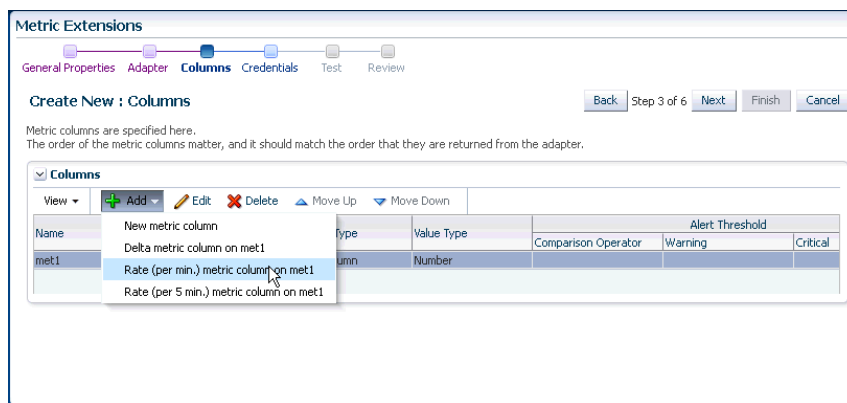 Metric Extensions
General Properties Adapter Columns Credentials Test Review
Create New : Columns
Back Step 3 of 6 Next Finish Cancel
Metric columns are specified here.
The order of the metric columns matter, and it should match the order that they are returned from the adapter.
Columns
View Add Edit Delete Move Up Move Down
Name Type Value Type Alert Threshold
Comparison Operator Warning Critical
met1 umn Number
New metric column
Delta metric column on met1
Rate (per min.) metric column on met1
Rate (per 5 min.) metric column on met1